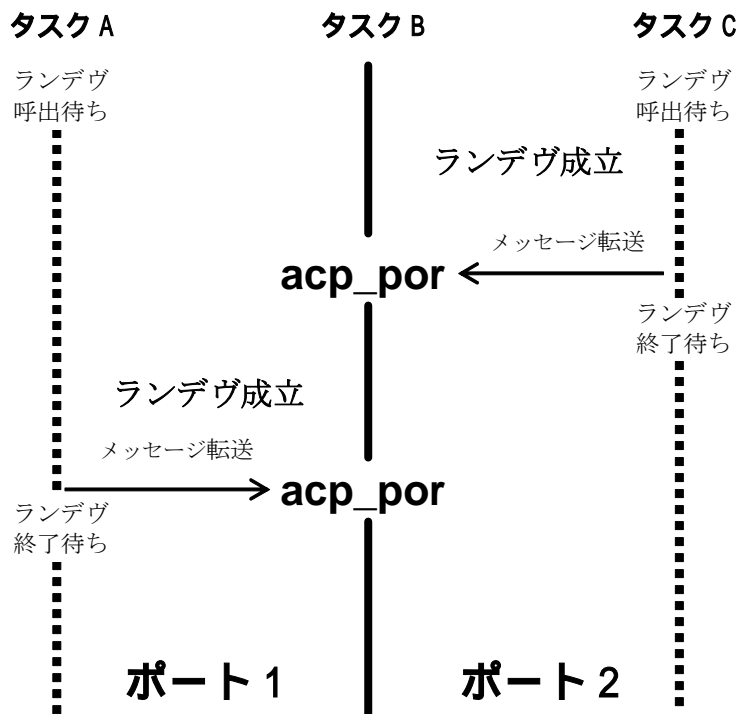 タスク A
タスク B
タスク C
ランデヴ
呼出待ち
ランデヴ
呼出待ち
ランデヴ成立
メッセージ転送
acp_por
ランデヴ
終了待ち
ランデヴ成立
メッセージ転送
acp_por
ランデヴ
終了待ち
ポート 1
ポート 2